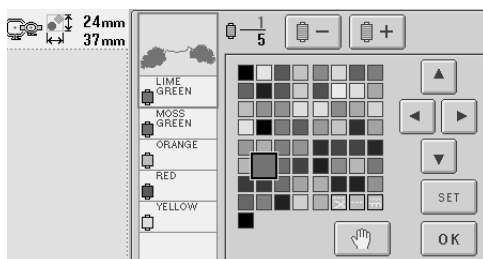 24mm
37mm
1
5
−
+
LIME
GREEN
MOSS
GREEN
ORANGE
RED
YELLOW
SET
OK